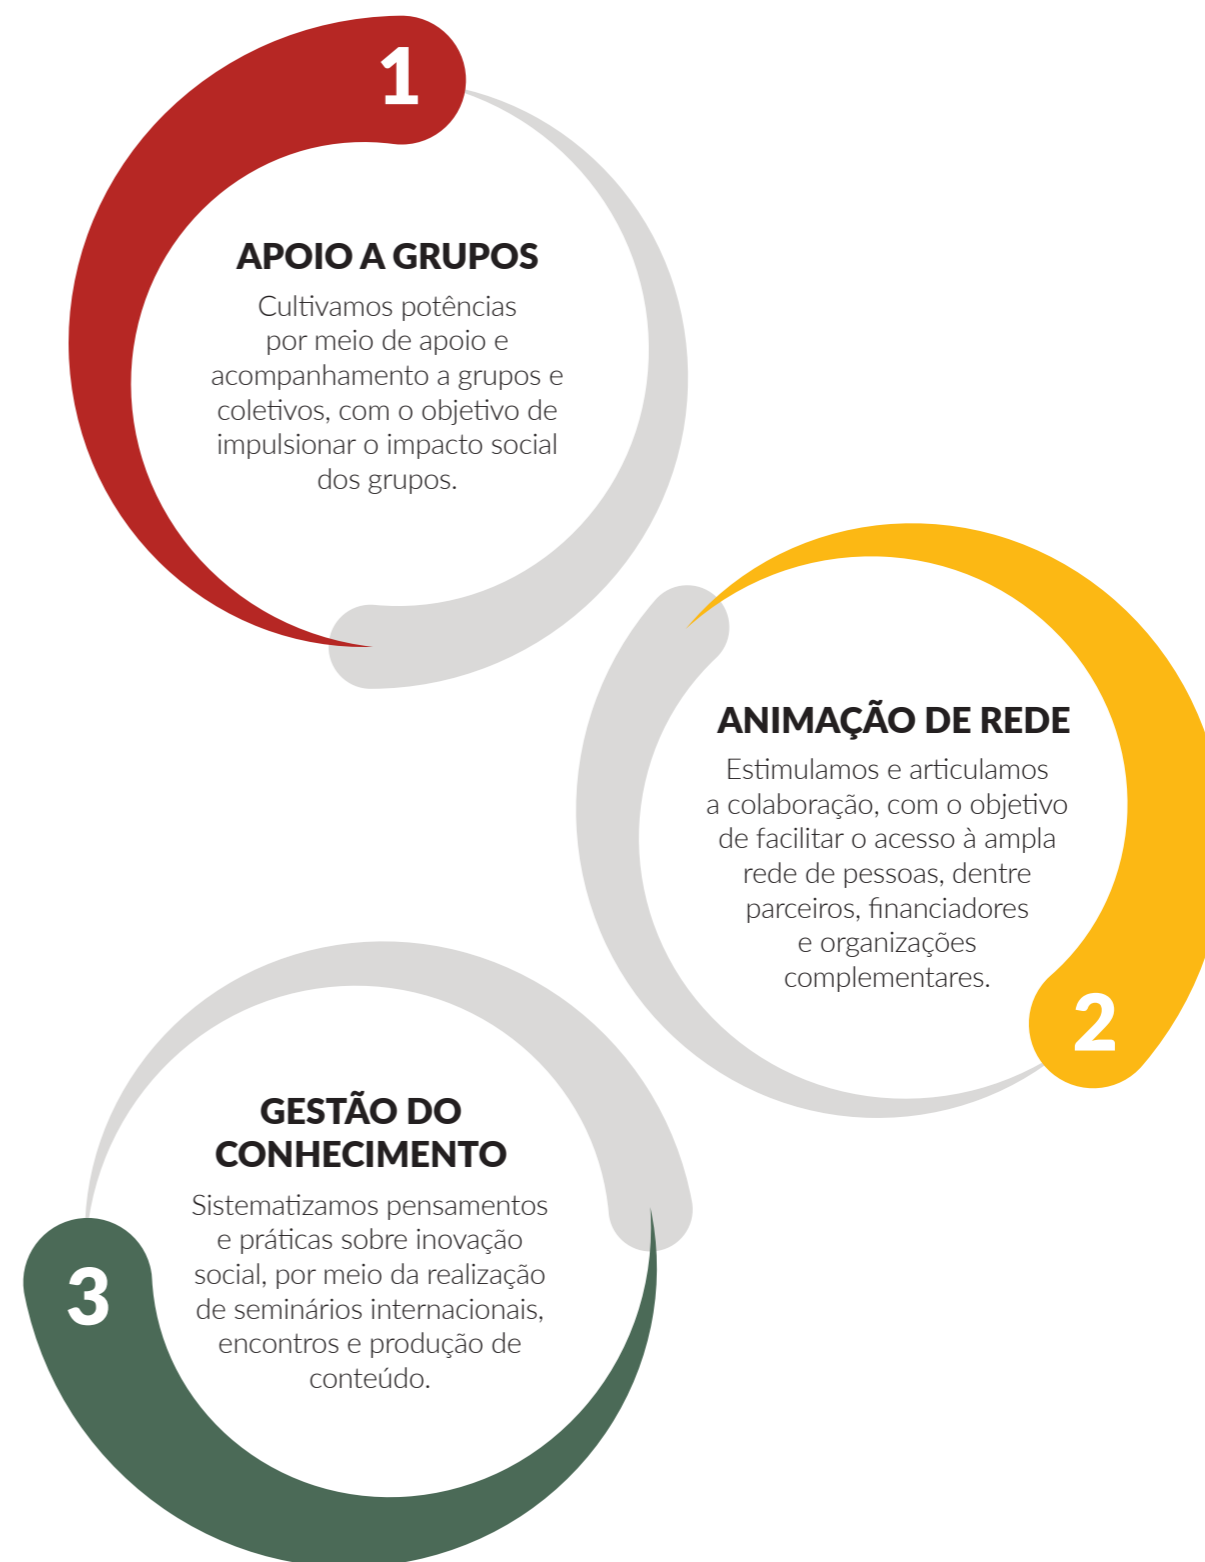 1
APOIO A GRUPOS
Cultivamos potências
por meio de apoio e
acompanhamento a grupos e
coletivos, com o objetivo de
impulsionar o impacto social
dos grupos.
ANIMAÇÃO DE REDE
Estimulamos e articulamos
a colaboração, com o objetivo
de facilitar o acesso à ampla
rede de pessoas, dentre
parceiros, financiadores
e organizações
complementares.
2
GESTÃO DO
CONHECIMENTO
Sistematizamos pensamentos
e práticas sobre inovação
social, por meio da realização
de seminários internacionais,
encontros e produção de
conteúdo.
3